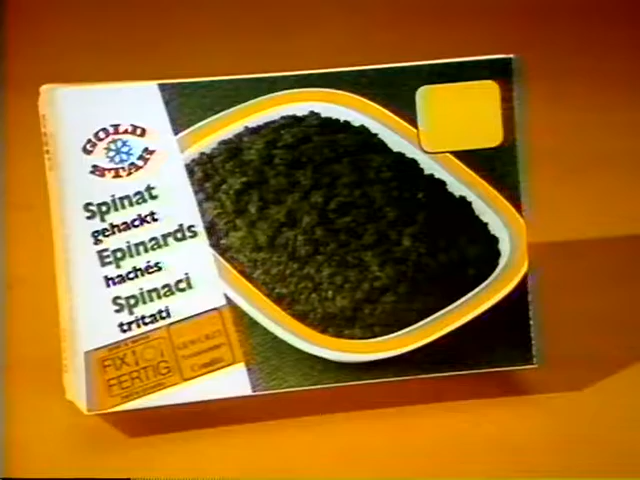 GOLD
STAR
Spinat
gehackt
Epinards
hachés
Spinaci
tritati
FIX
FERTIG